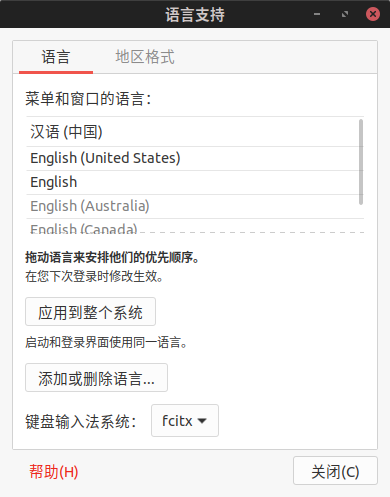 语言支持
语言
地区格式
菜单和窗口的语言：
汉语 (中国)
English (United States)
English
English (Australia)
English (Canada)
拖动语言来安排他们的优先顺序。
在您下次登录时修改生效。
应用到整个系统
启动和登录界面使用同一语言。
添加或删除语言...
键盘输入法系统： fcitx
帮助(H)
关闭(C)